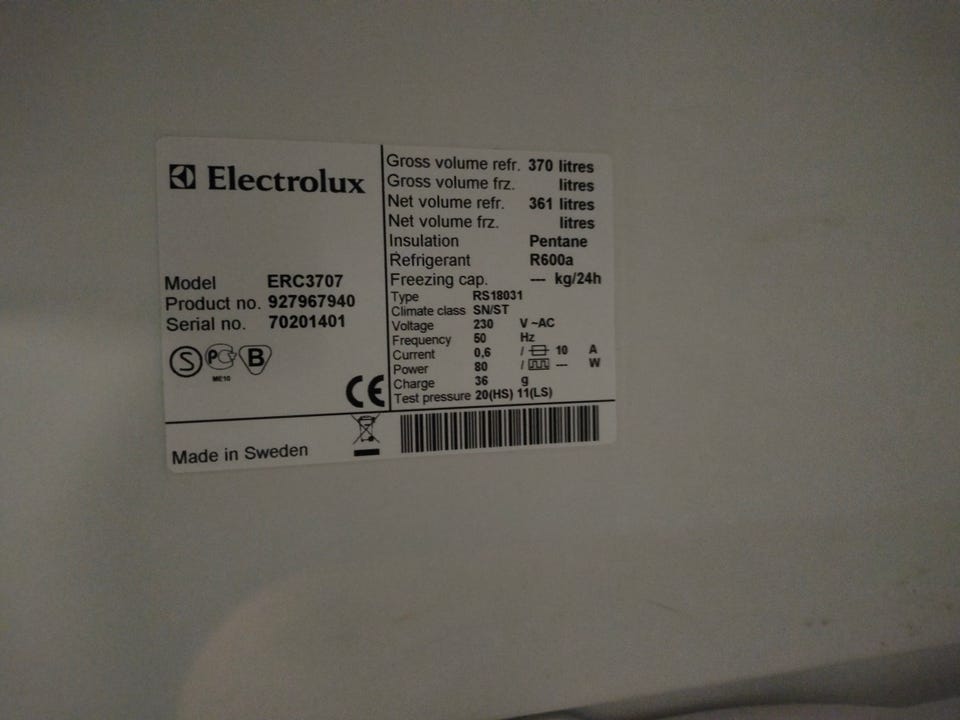 Electrolux
Model ERC3707
Product no. 927967940
Serial no. 70201401
S PC B
ME10
CE
Gross volume refr. 370 litres
Gross volume frz. litres
Net volume refr. 361 litres
Net volume frz. litres
Insulation Pentane
Refrigerant R600a
Freezing cap. --- kg/24h
Type RS18031
Climate class SN/ST
Voltage 230 V ~AC
Frequency 50 Hz
Current 0,6 / 10 A
Power 80 / --- W
Charge 36 g
Test pressure 20(HS) 11(LS)
Made in Sweden